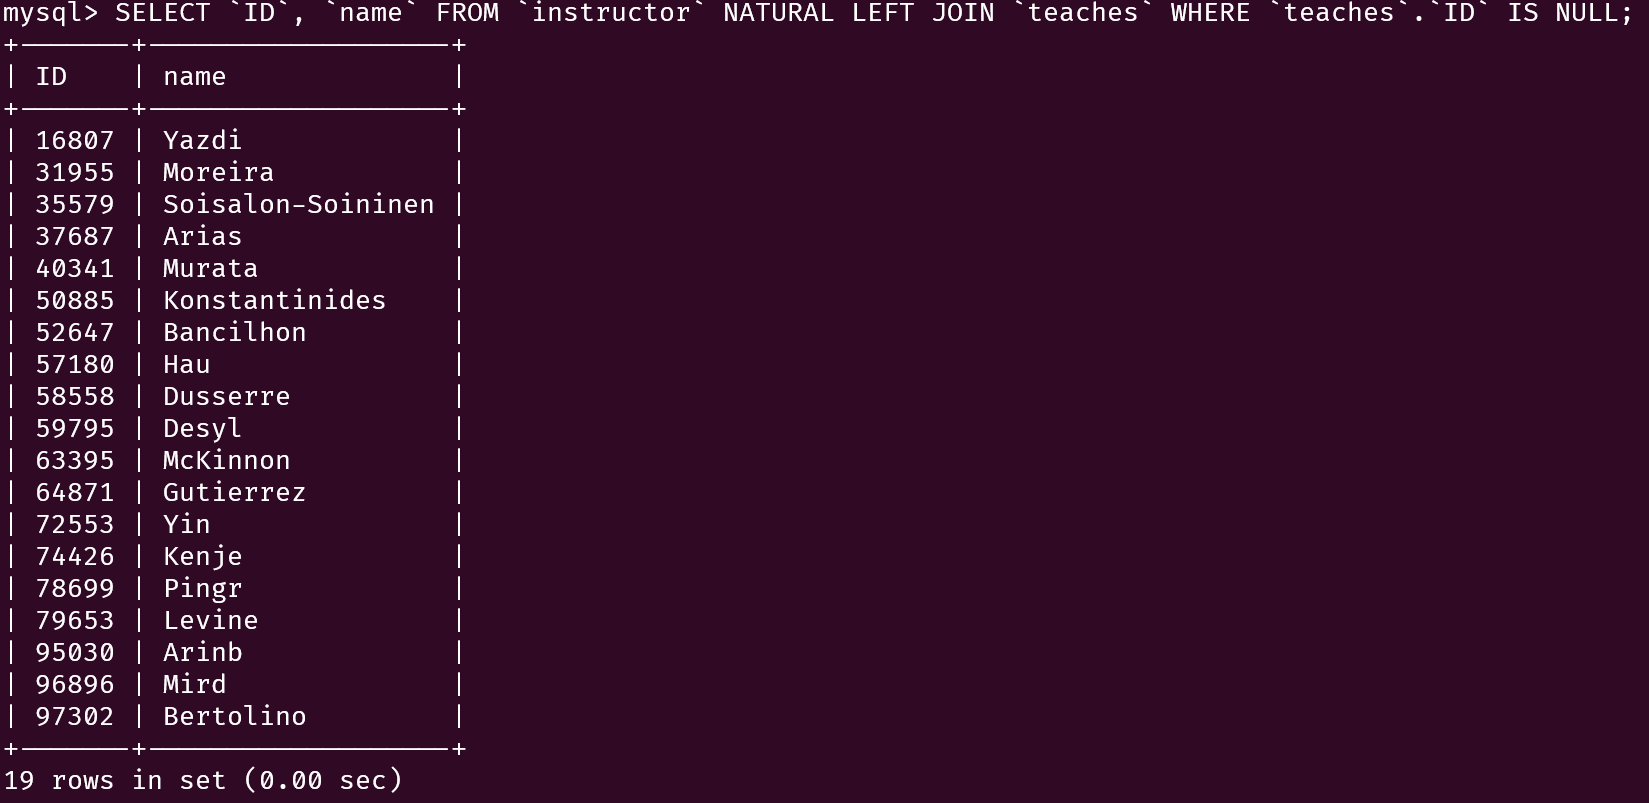 mysql> SELECT `ID`, `name` FROM `instructor` NATURAL LEFT JOIN `teaches` WHERE `teaches`.`ID` IS NULL;
+-------+-------------------+
| ID    | name              |
+-------+-------------------+
| 16807 | Yazdi             |
| 31955 | Moreira           |
| 35579 | Soisalon-Soininen |
| 37687 | Arias             |
| 40341 | Murata            |
| 50885 | Konstantinides    |
| 52647 | Bancilhon         |
| 57180 | Hau               |
| 58558 | Dusserre          |
| 59795 | Desyl             |
| 63395 | McKinnon          |
| 64871 | Gutierrez         |
| 72553 | Yin               |
| 74426 | Kenje             |
| 78699 | Pingr             |
| 79653 | Levine            |
| 95030 | Arinb             |
| 96896 | Mird              |
| 97302 | Bertolino         |
+-------+-------------------+
19 rows in set (0.00 sec)